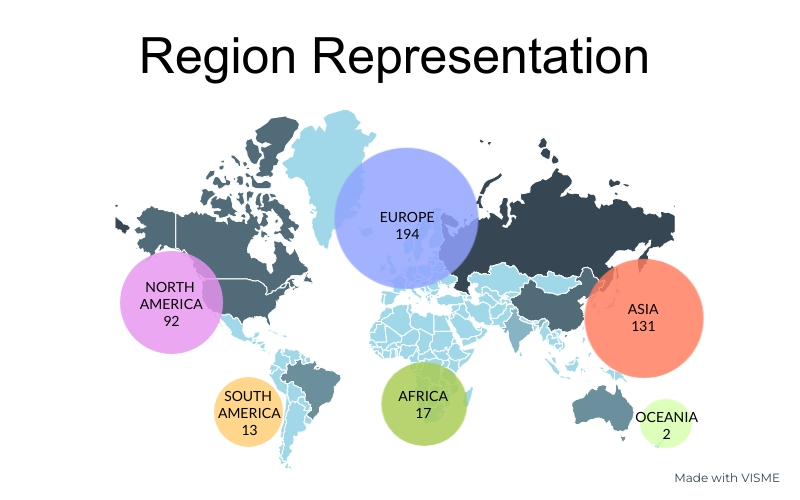 Region Representation
EUROPE
194
NORTH
AMERICA
92
ASIA
131
SOUTH
AMERICA
13
AFRICA
17
OCEANIA
2
Made with VISME